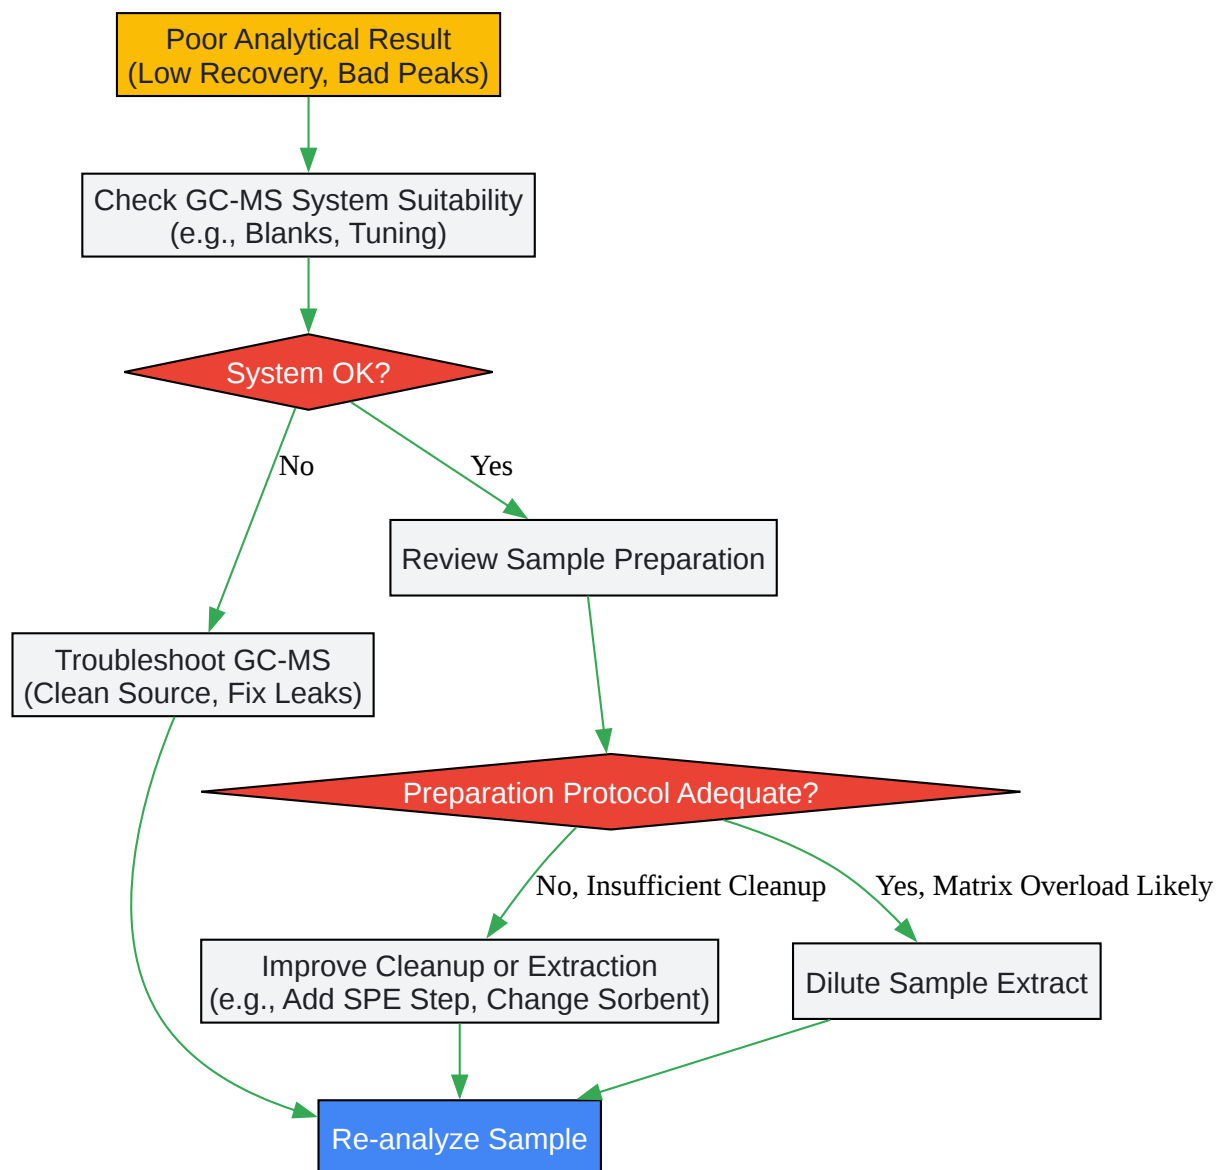 Poor Analytical Result
(Low Recovery, Bad Peaks)
Check GC-MS System Suitability
(e.g., Blanks, Tuning)
System OK?
No
Yes
Review Sample Preparation
Troubleshoot GC-MS
(Clean Source, Fix Leaks)
Preparation Protocol Adequate?
No, Insufficient Cleanup
Yes, Matrix Overload Likely
Improve Cleanup or Extraction
(e.g., Add SPE Step, Change Sorbent)
Dilute Sample Extract
Re-analyze Sample